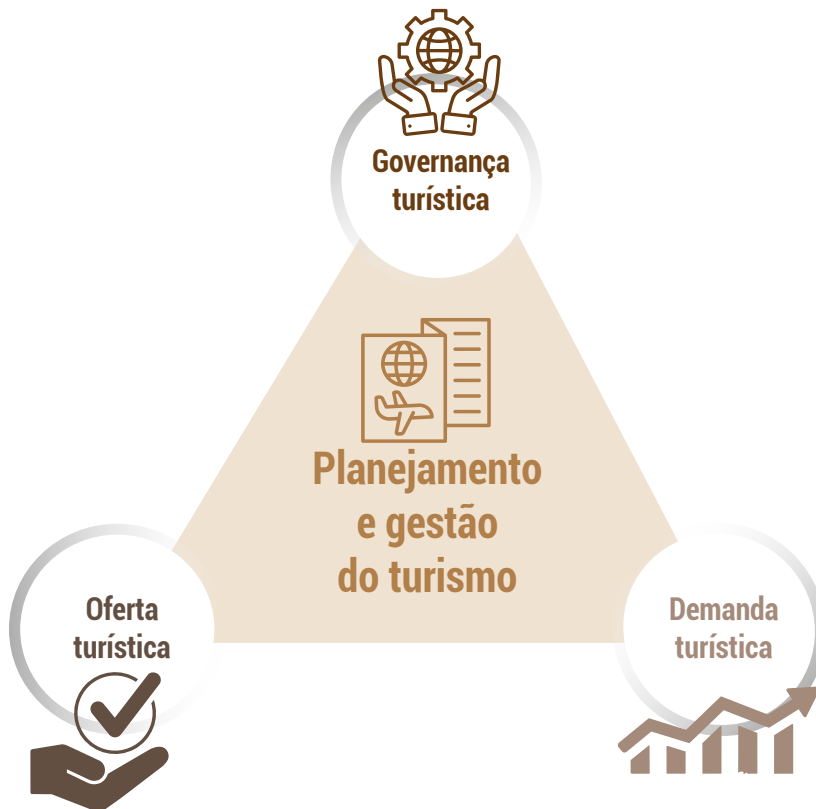 Governança
turística
Planejamento
e gestão
do turismo
Oferta
turística
Demanda
turística